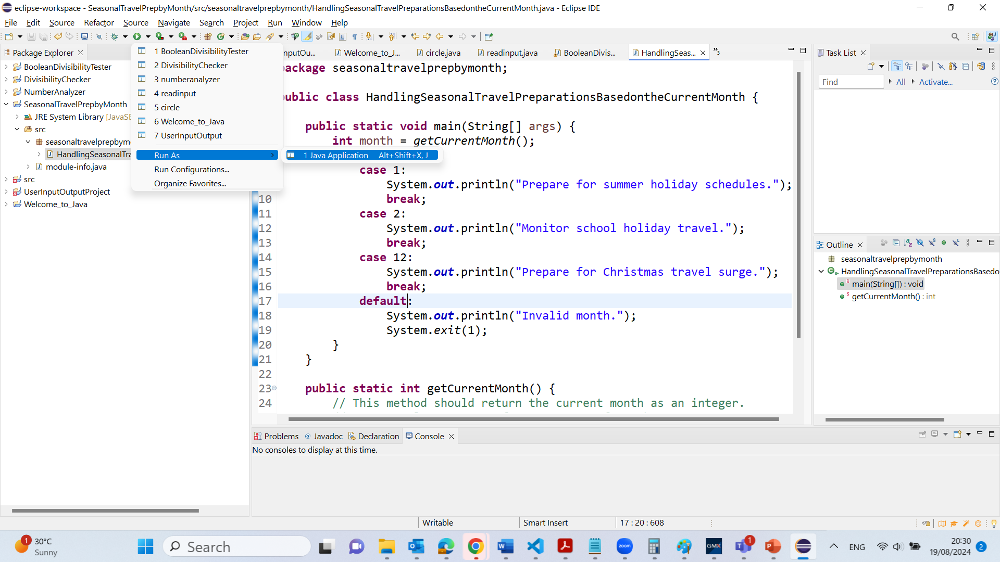 eclipse-workspace - SeasonalTravelPrepbyMonth/src/seasonaltravelprepbymonth/HandlingSeasonalTravelPreparationsBasedontheCurrentMonth.java - Eclipse IDE
File Edit Source Refactor Source Navigate Search Project Run Window Help
Package Explorer
BooleanDivisibilityTester
DivisibilityChecker
NumberAnalyzer
SeasonalTravelPrepbyMonth
JRE System Library [JavaSE
src
seasonaltravelprepbym
HandlingSeasonalTra
module-info.java
src
UserInputOutputProject
Welcome_to_Java
1 BooleanDivisibilityTester
2 DivisibilityChecker
3 numberanalyzer
4 readinput
5 circle
6 Welcome_to_Java
7 UserInputOutput
Run As
Run Configurations...
Organize Favorites...
1 Java Application Alt+Shift+X, J
nputOu... Welcome_to_J... circle.java readinput.java BooleanDivis... HandlingSeas... 3
package seasonaltravelprepbymonth;
public class HandlingSeasonalTravelPreparationsBasedontheCurrentMonth {
public static void main(String[] args) {
int month = getCurrentMonth();
case 1:
System.out.println("Prepare for summer holiday schedules.");
10 break;
11 case 2:
12 System.out.println("Monitor school holiday travel.");
13 break;
14 case 12:
15 System.out.println("Prepare for Christmas travel surge.");
16 break;
17 default:
18 System.out.println("Invalid month.");
19 System.exit(1);
20 }
21 }
22
23 public static int getCurrentMonth() {
24 // This method should return the current month as an integer.
Task List
Find All Activate...
Outline
seasonaltravelprepbymonth
HandlingSeasonalTravelPreparationsBasedo
main(String[]) : void
getCurrentMonth() : int
Problems Javadoc Declaration Console
No consoles to display at this time.
Writable Smart Insert 17 : 20 : 608
1
30°C
Sunny
Search
zoom
GMX
1
ENG
20:30
19/08/2024
2